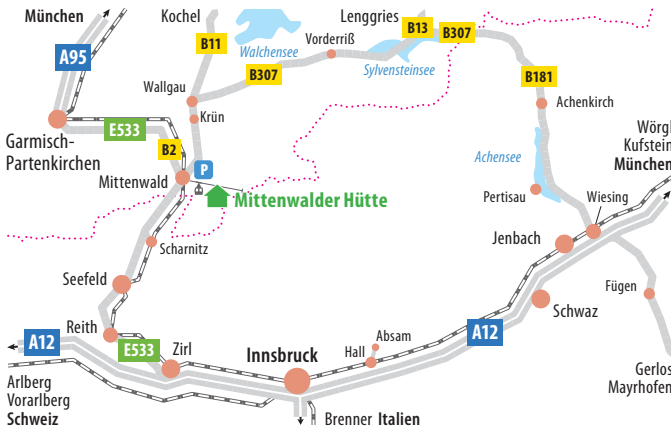 München
Kochel
Lenggries
A95
B11
Walchensee
Vorderriß
B13
B307
B307
Sylvensteinsee
B181
Wallgau
Krün
Achenkirch
E533
Garmisch-
Partenkirchen
B2
P
Mittenwald
Mittenwalder Hütte
Achensee
Wörgl
Kufstein
München
Pertisau
Wiesing
Scharnitz
Jenbach
Seefeld
Fügen
Schwaz
Reith
A12
E533
Zirl
Innsbruck
Absam
Hall
A12
Arlberg
Vorarlberg
Schweiz
Gerlos
Mayrhofen
Brenner Italien